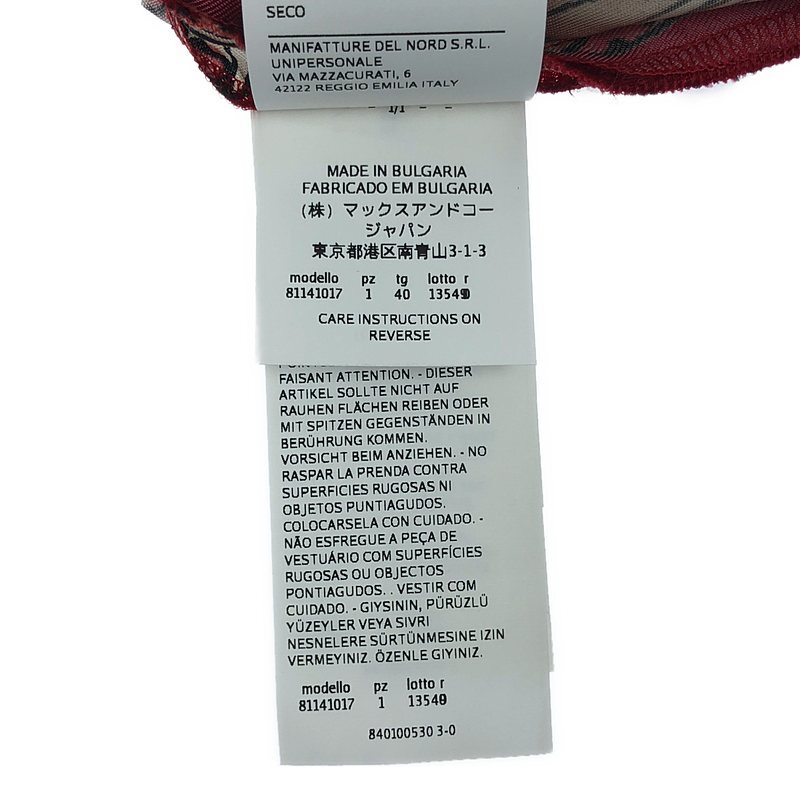 SECO
MANIFATTURE DEL NORD S.R.L.
UNIPERSONALE
VIA MAZZACURATI, 6
42122 REGGIO EMILIA ITALY
1/1
MADE IN BULGARIA
FABRICADO EM BULGARIA
(株) マックスアンドコー
ジャパン
東京都港区南青山3-1-3
modello pz tg lotto r
81141017 1 40
CARE INSTRUCTIONS ON
REVERSE
FAISANT ATTENTION. - DIESER
ARTIKEL SOLLTE NICHT AUF
RAUHEN FLÄCHEN REIBEN ODER
MIT SPITZEN GEGENSTÄNDEN IN
BERÜHRUNG KOMMEN.
VORSICHT BEIM ANZIEHEN. - NO
RASPAR LA PRENDA CONTRA
SUPERFICIES RUGOSAS NI
OBJETOS PUNTIAGUDOS.
COLOCARSELA CON CUIDADO. -
NÃO ESFREGUE A PEÇA DE
VESTUÁRIO COM SUPERFÍCIES
RUGOSAS OU OBJECTOS
PONTIAGUDOS. . VESTIR COM
CUIDADO. - GIYSININ, PÜRÜZLÜ
YÜZEYLER VEYA SIVRI
NESNELERE SÜRTÜNMESINE IZIN
VERMEYINIZ. ÖZENLE GIYINIZ.
modello pz lotto r
81141017 1
840100530 3-0